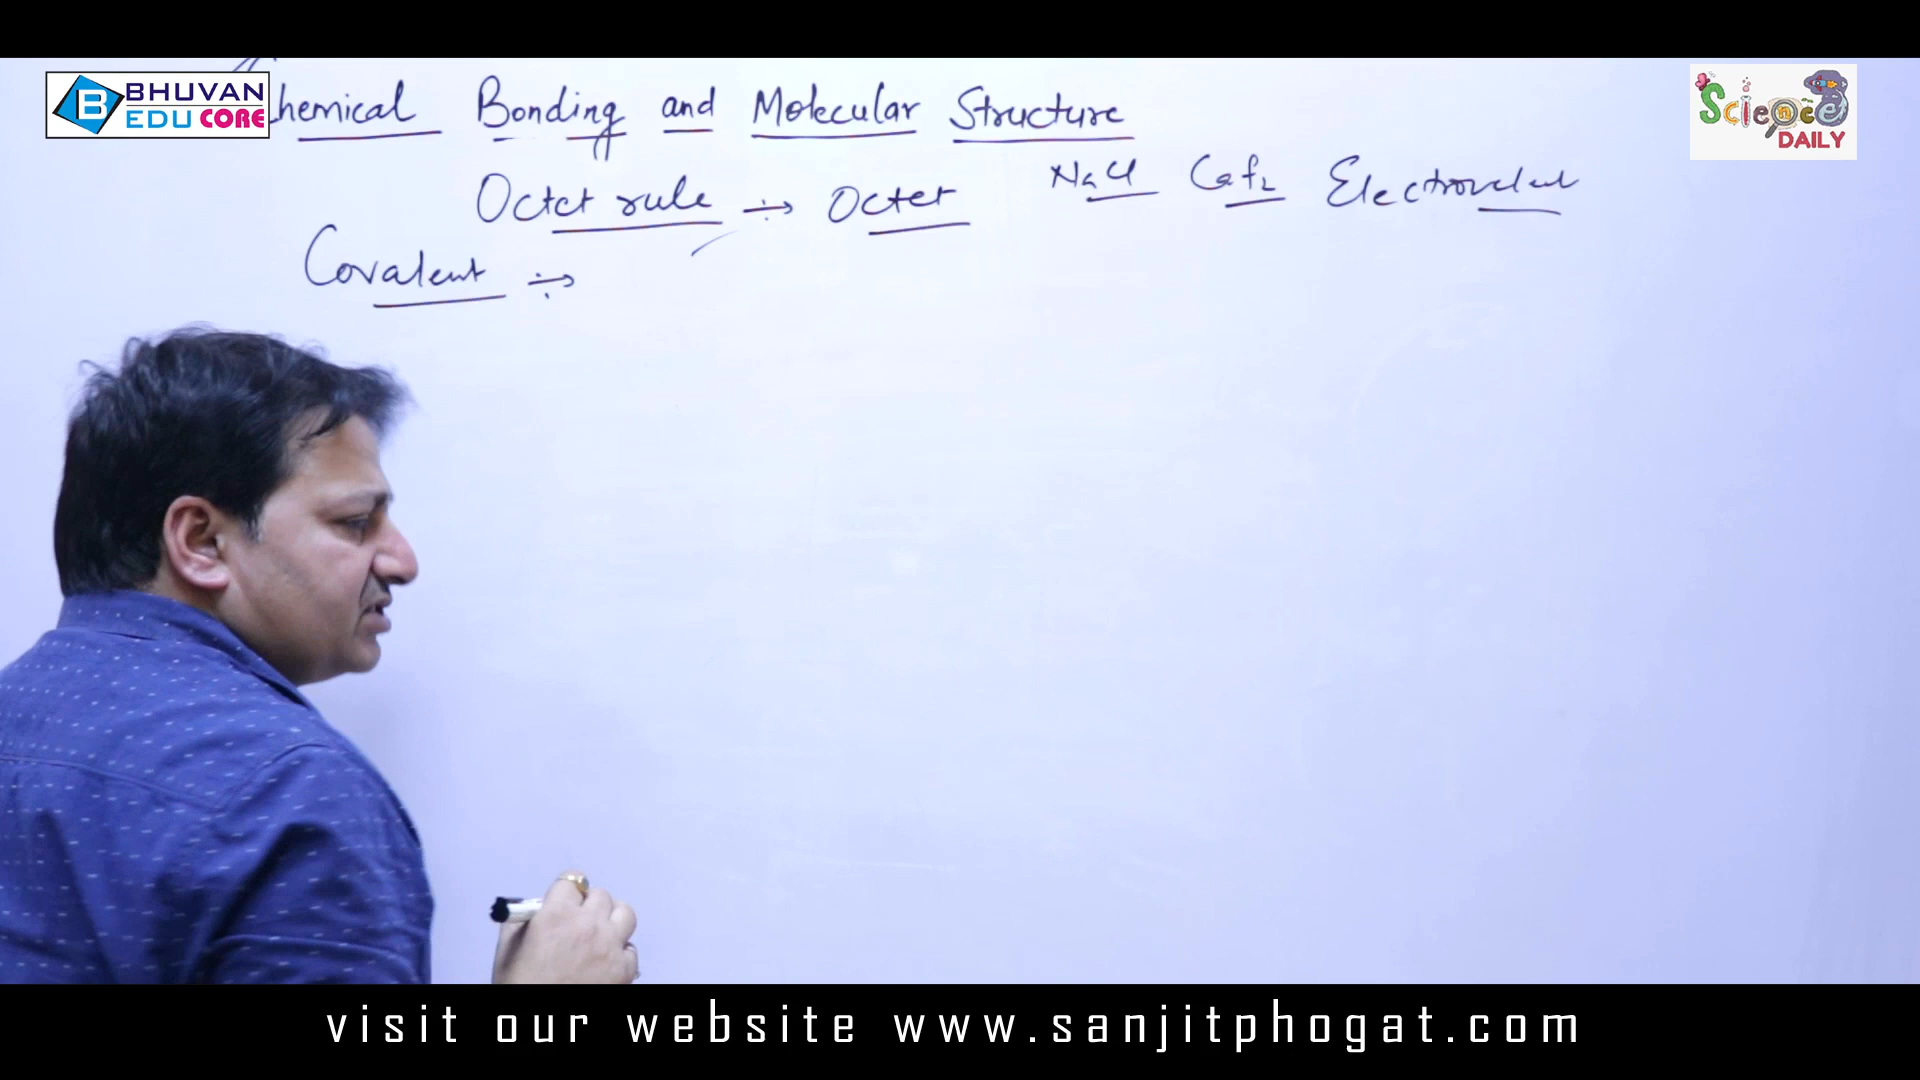 BHUVAN
EDU CORE
Science
DAILY
Chemical Bonding and Molecular Structure
Octet rule ÷> Octet NaCl CaF2 Electrovalent
Covalent ÷>
visit our website www.sanjitphogat.com